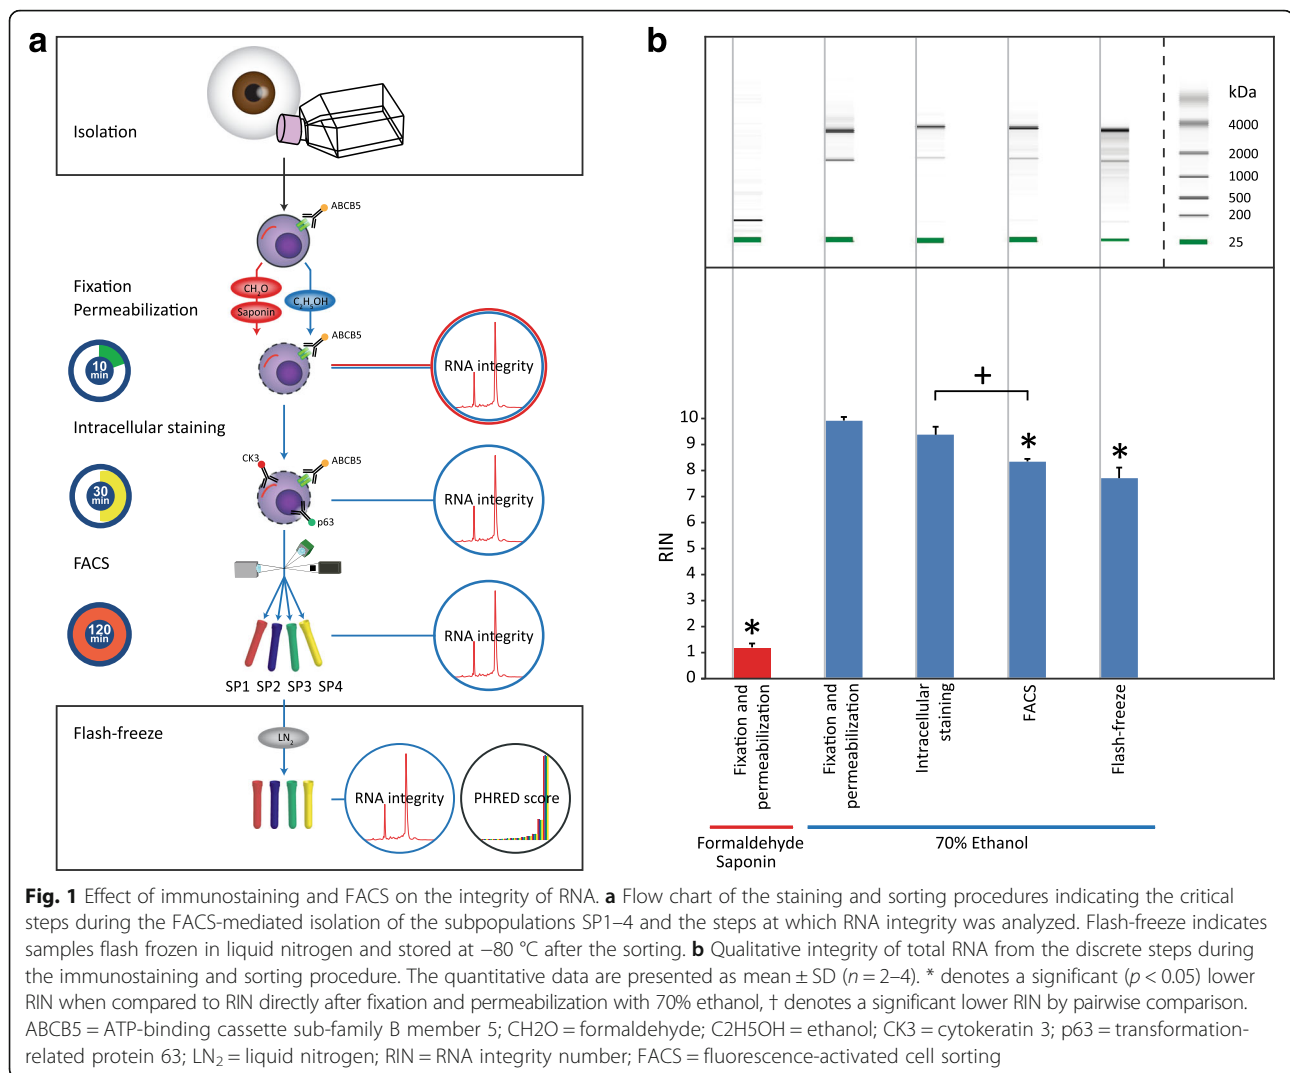 a
Isolation
ABCB5
CH2O
Saponin
C2H5OH
Fixation
Permeabilization
ABCB5
10
min
RNA integrity
Intracellular staining
CK3
ABCB5
30
min
p63
RNA integrity
FACS
120
min
RNA integrity
SP1 SP2 SP3 SP4
Flash-freeze
LN2
RNA integrity
PHRED score
b
kDa
4000
2000
1000
500
200
25
+
*
*
*
RIN
10
9
8
7
6
5
4
3
2
1
0
Fixation and
permeabilization
Fixation and
permeabilization
Intracellular
staining
FACS
Flash-freeze
Formaldehyde
Saponin
70% Ethanol
Fig. 1 Effect of immunostaining and FACS on the integrity of RNA. a Flow chart of the staining and sorting procedures indicating the critical
steps during the FACS-mediated isolation of the subpopulations SP1–4 and the steps at which RNA integrity was analyzed. Flash-freeze indicates
samples flash frozen in liquid nitrogen and stored at −80 °C after the sorting. b Qualitative integrity of total RNA from the discrete steps during
the immunostaining and sorting procedure. The quantitative data are presented as mean ± SD (n = 2–4). * denotes a significant (p < 0.05) lower
RIN when compared to RIN directly after fixation and permeabilization with 70% ethanol, † denotes a significant lower RIN by pairwise comparison.
ABCB5 = ATP-binding cassette sub-family B member 5; CH2O = formaldehyde; C2H5OH = ethanol; CK3 = cytokeratin 3; p63 = transformation-
related protein 63; LN2 = liquid nitrogen; RIN = RNA integrity number; FACS = fluorescence-activated cell sorting